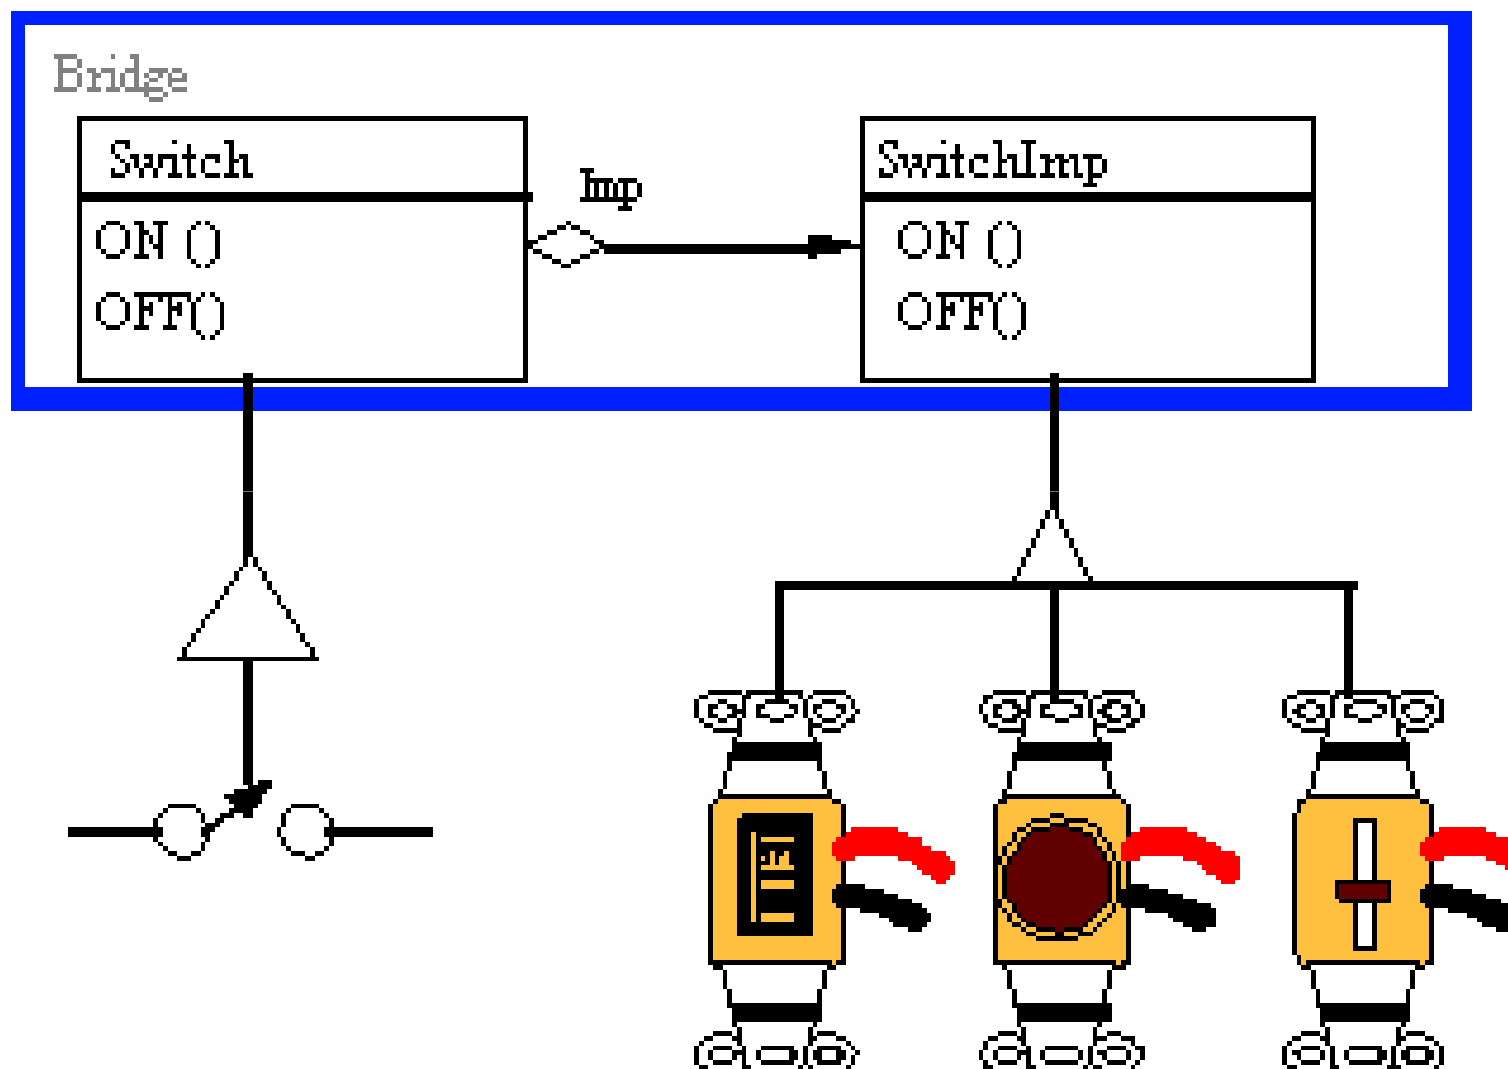 Bridge
Switch
Imp
SwitchImp
ON ()
OFF()
ON ()
OFF()